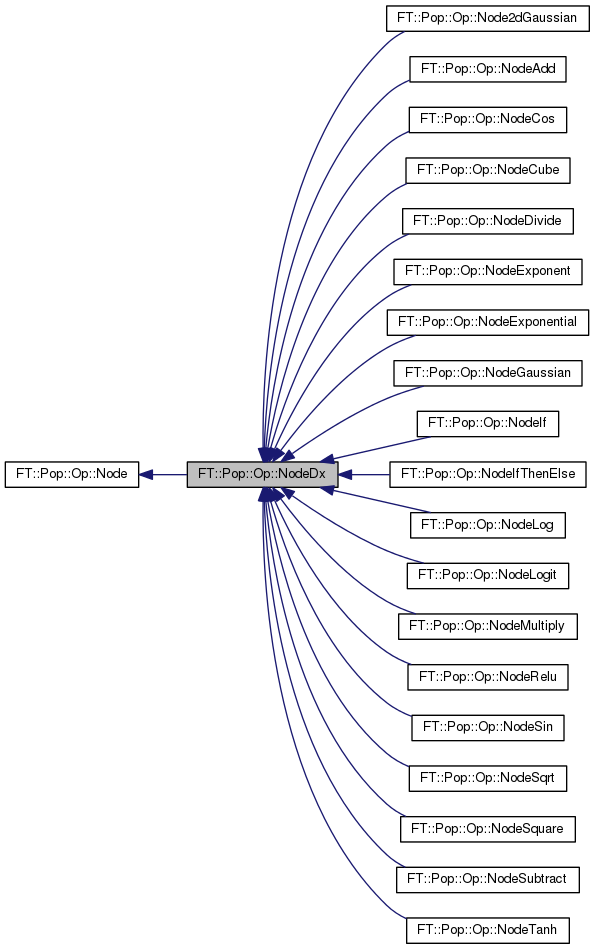 FT::Pop::Op::Node2dGaussian
FT::Pop::Op::NodeAdd
FT::Pop::Op::NodeCos
FT::Pop::Op::NodeCube
FT::Pop::Op::NodeDivide
FT::Pop::Op::NodeExponent
FT::Pop::Op::NodeExponential
FT::Pop::Op::NodeGaussian
FT::Pop::Op::NodeIf
FT::Pop::Op::Node
FT::Pop::Op::NodeDx
FT::Pop::Op::NodeIfThenElse
FT::Pop::Op::NodeLog
FT::Pop::Op::NodeLogit
FT::Pop::Op::NodeMultiply
FT::Pop::Op::NodeRelu
FT::Pop::Op::NodeSin
FT::Pop::Op::NodeSqrt
FT::Pop::Op::NodeSquare
FT::Pop::Op::NodeSubtract
FT::Pop::Op::NodeTanh